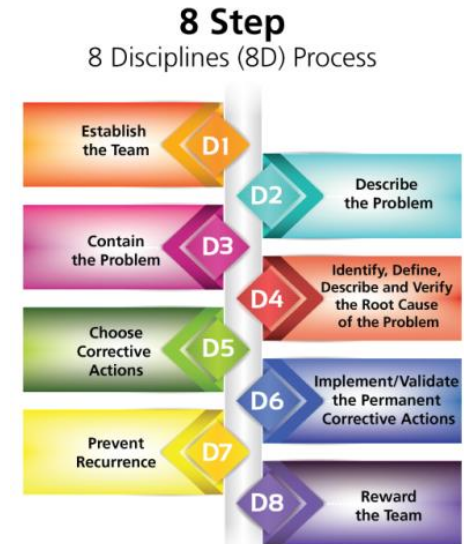 8 Step
8 Disciplines (8D) Process
Establish
the Team
D1
D2
Describe
the Problem
Contain
the Problem
D3
D4
Identify, Define,
Describe and Verify
the Root Cause
of the Problem
Choose
Corrective
Actions
D5
D6
Implement/Validate
the Permanent
Corrective Actions
Prevent
Recurrence
D7
D8
Reward
the Team